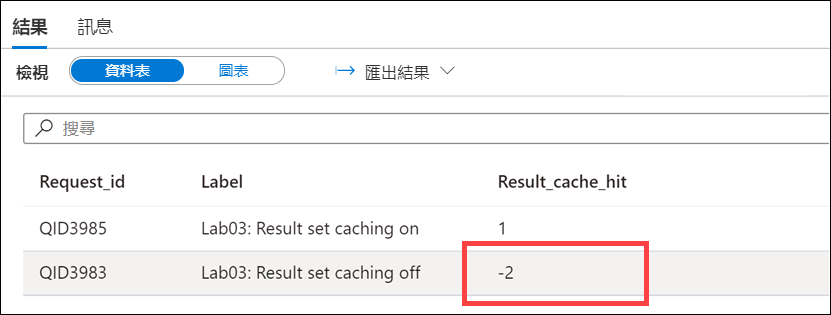 結果 訊息
檢視 資料表 圖表 匯出結果
搜尋
Request_id Label Result_cache_hit
QID3985 Lab03: Result set caching on 1
QID3983 Lab03: Result set caching off -2